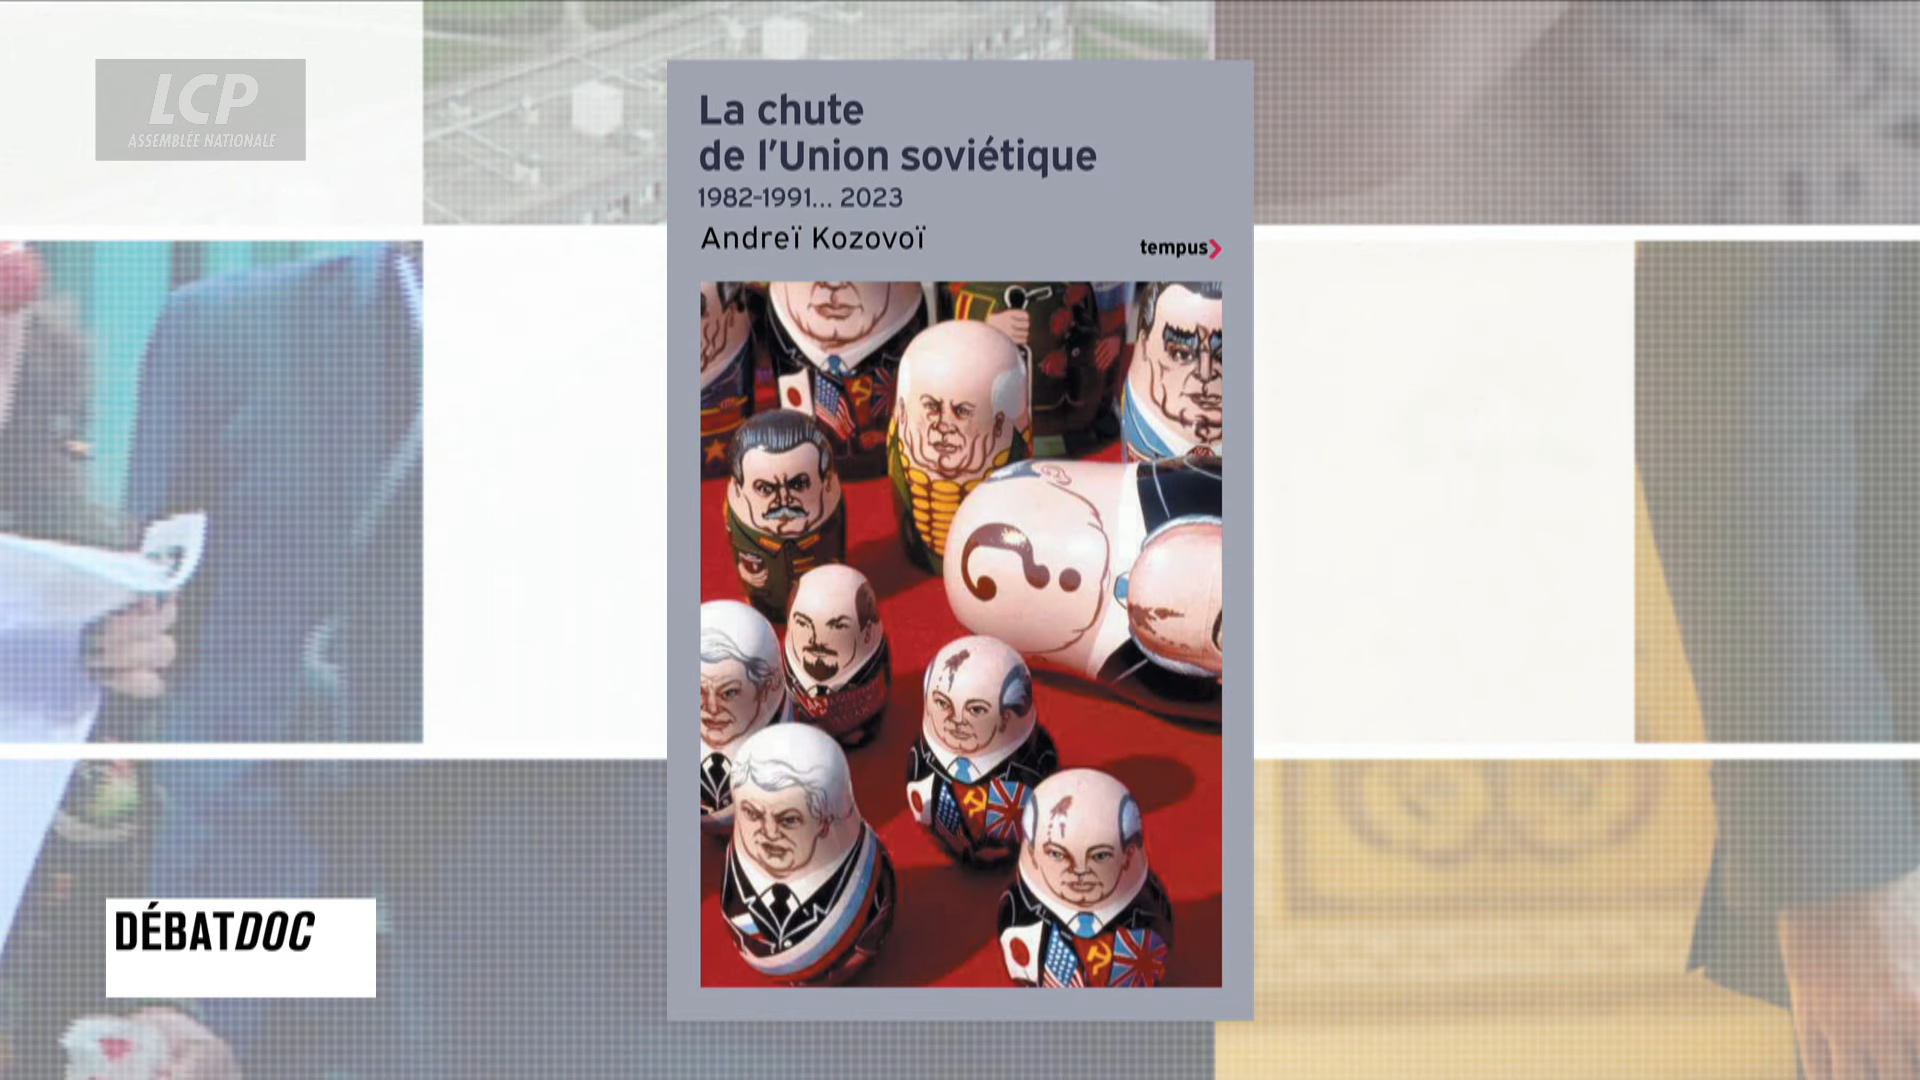 LCP
ASSEMBLÉE NATIONALE
La chute
de l'Union soviétique
1982-1991... 2023
Andreï Kozovoï
tempus
DÉBATDOC